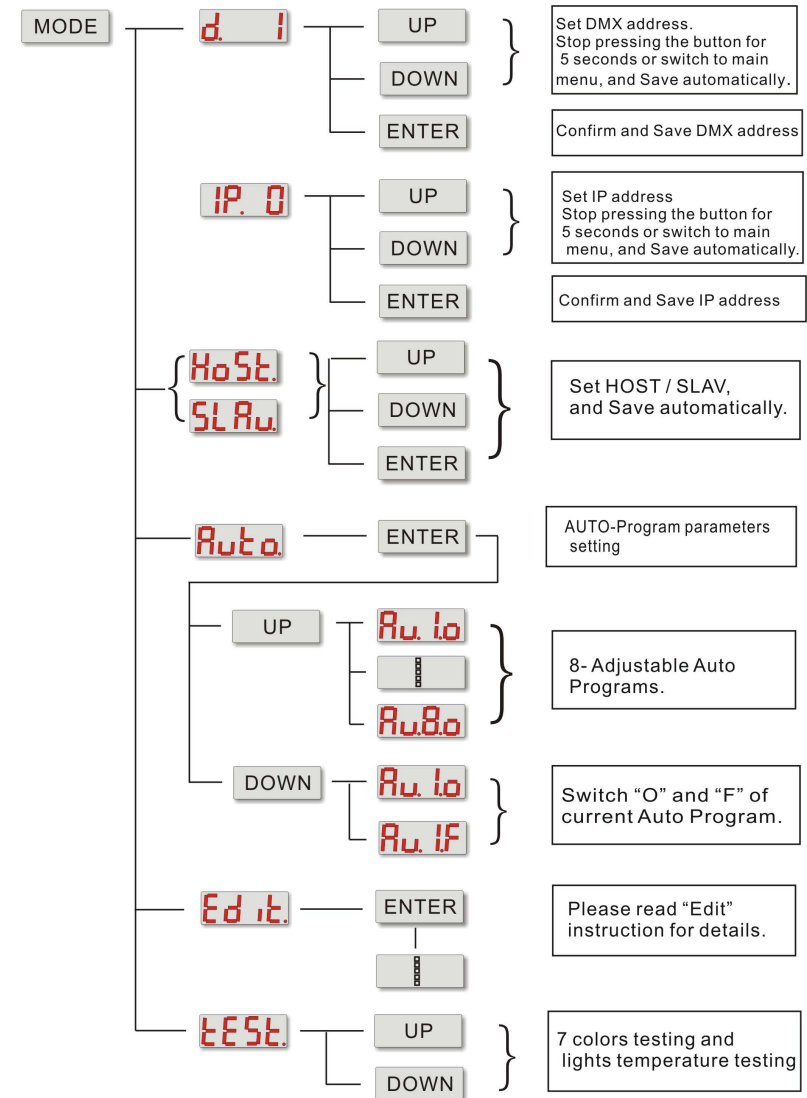 MODE
d. 1
UP
DOWN
ENTER
Set DMX address.
Stop pressing the button for
5 seconds or switch to main
menu, and Save automatically.
Confirm and Save DMX address
IP. 0
UP
DOWN
ENTER
Set IP address
Stop pressing the button for
5 seconds or switch to main
menu, and Save automatically.
Confirm and Save IP address
HoSt.
SLAu.
UP
DOWN
ENTER
Set HOST / SLAV,
and Save automatically.
Auto.
ENTER
AUTO-Program parameters
setting
UP
Au. 1.o
Au.8.o
8- Adjustable Auto
Programs.
DOWN
Au. 1.o
Au. 1.F
Switch “O” and “F” of
current Auto Program.
Edit.
ENTER
Please read “Edit”
instruction for details.
tESt.
UP
DOWN
7 colors testing and
lights temperature testing